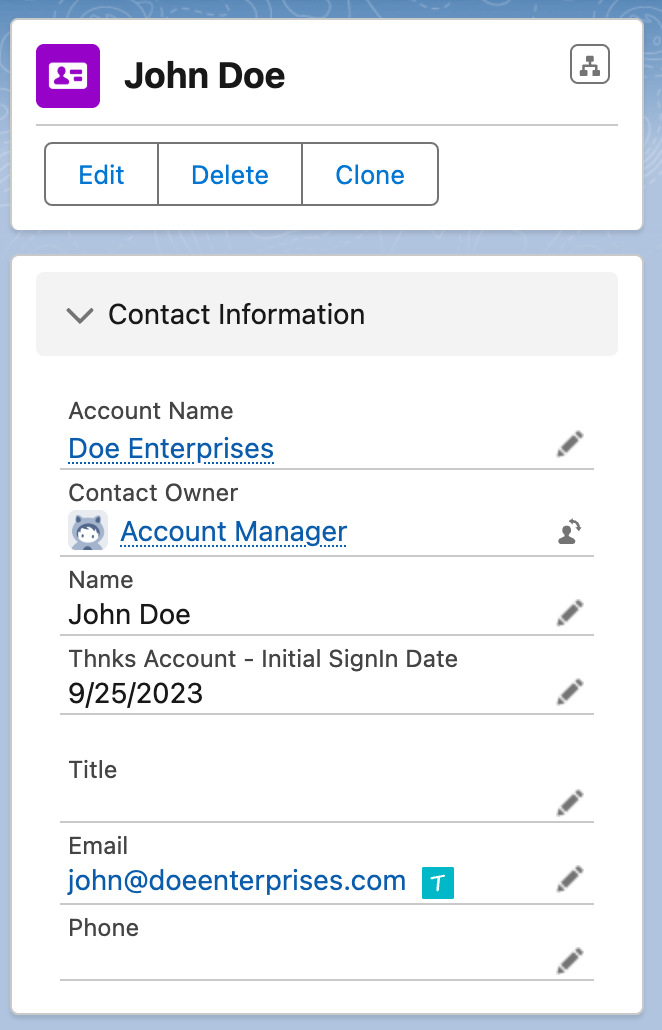 John Doe
Edit Delete Clone
Contact Information
Account Name
Doe Enterprises
Contact Owner
Account Manager
Name
John Doe
Thnks Account - Initial SignIn Date
9/25/2023
Title
Email
john@doeenterprises.com T
Phone